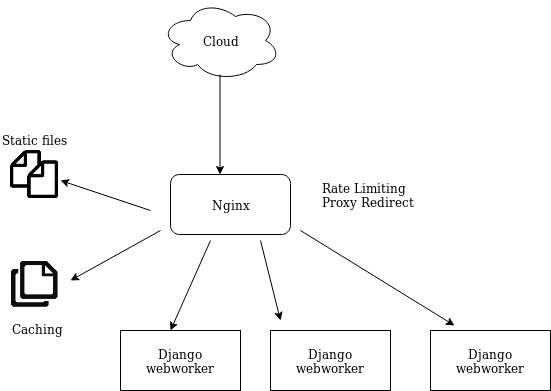 Cloud
Static files
Nginx
Rate Limiting
Proxy Redirect
Caching
Django
webworker
Django
webworker
Django
webworker